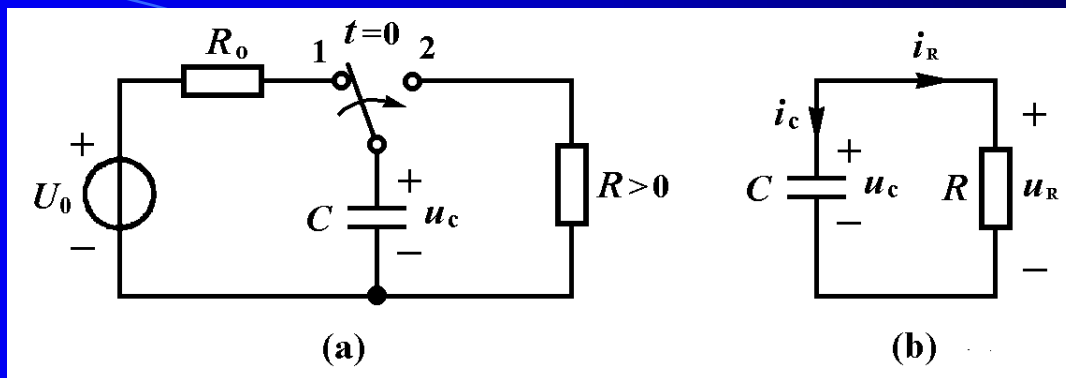 R₀ 1 t=0 2
+ U₀ −
C + u_c −
R>0
(a)
i_R
i_c
C + u_c −
R + u_R −
(b)